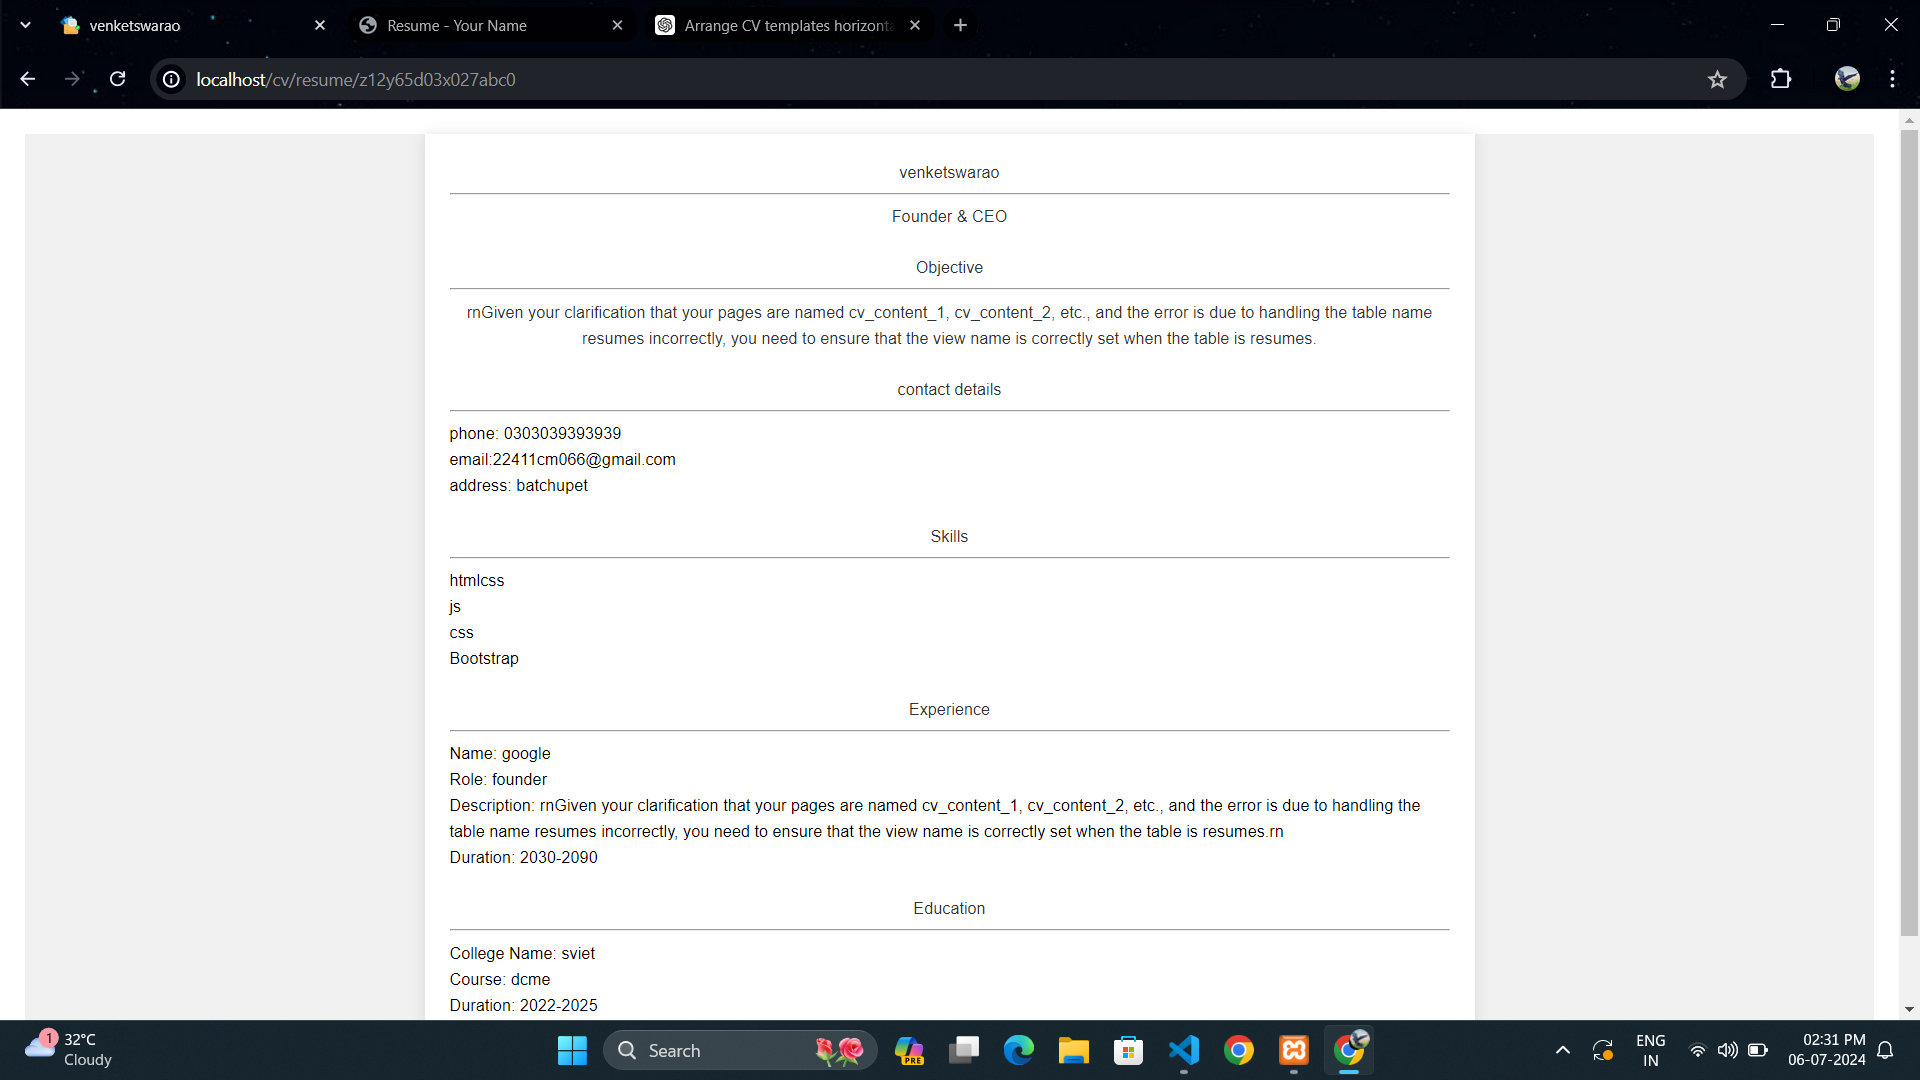 venketswarao
Resume - Your Name
Arrange CV templates horizont
localhost/cv/resume/z12y65d03x027abc0
venketswarao
Founder & CEO
Objective
rnGiven your clarification that your pages are named cv_content_1, cv_content_2, etc., and the error is due to handling the table name
resumes incorrectly, you need to ensure that the view name is correctly set when the table is resumes.
contact details
phone: 0303039393939
email:22411cm066@gmail.com
address: batchupet
Skills
htmlcss
js
css
Bootstrap
Experience
Name: google
Role: founder
Description: rnGiven your clarification that your pages are named cv_content_1, cv_content_2, etc., and the error is due to handling the
table name resumes incorrectly, you need to ensure that the view name is correctly set when the table is resumes.rn
Duration: 2030-2090
Education
College Name: sviet
Course: dcme
Duration: 2022-2025
1
32°C
Cloudy
Search
PRE
ENG
IN
02:31 PM
06-07-2024